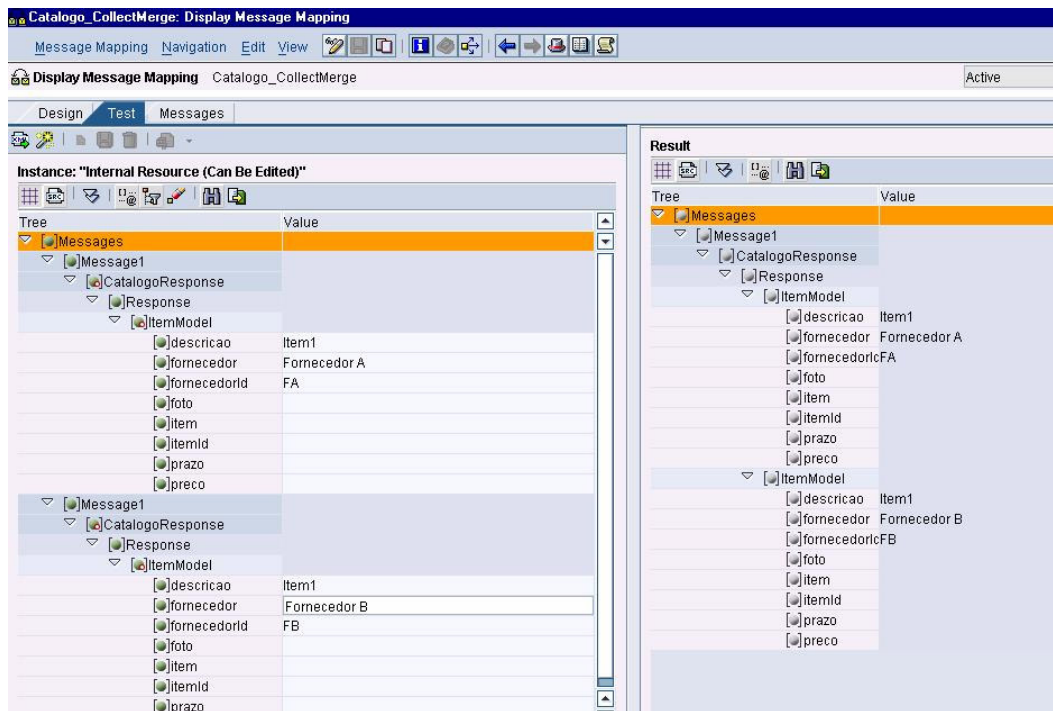 Catalogo_CollectMerge: Display Message Mapping
Message Mapping Navigation Edit View
Display Message Mapping Catalogo_CollectMerge Active
Design Test Messages
Instance: "Internal Resource (Can Be Edited)"
Tree Value
Messages
Message1
CatalogoResponse
Response
ItemModel
descricao Item1
fornecedor Fornecedor A
fornecedorId FA
foto
item
itemId
prazo
preco
Message1
CatalogoResponse
Response
ItemModel
descricao Item1
fornecedor Fornecedor B
fornecedorId FB
foto
item
itemId
prazo
Result
Tree Value
Messages
Message1
CatalogoResponse
Response
ItemModel
descricao Item1
fornecedor Fornecedor A
fornecedorIc FA
foto
item
itemId
prazo
preco
ItemModel
descricao Item1
fornecedor Fornecedor B
fornecedorIc FB
foto
item
itemId
prazo
preco